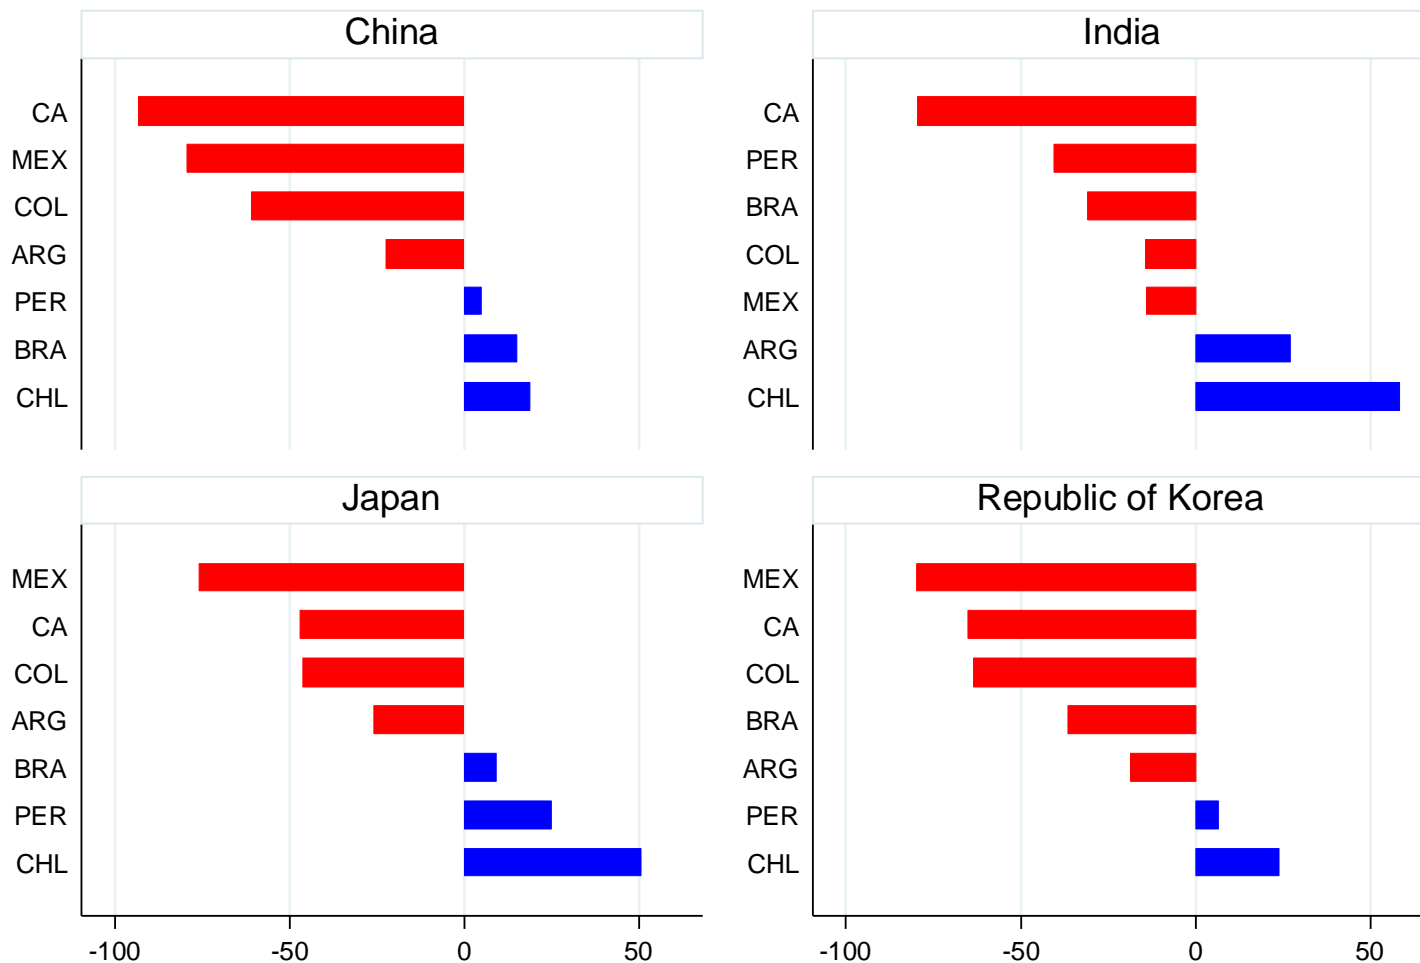 China
CA
MEX
COL
ARG
PER
BRA
CHL
India
CA
PER
BRA
COL
MEX
ARG
CHL
Japan
MEX
CA
COL
ARG
BRA
PER
CHL
-100 -50 0 50
Republic of Korea
MEX
CA
COL
BRA
ARG
PER
CHL
-100 -50 0 50